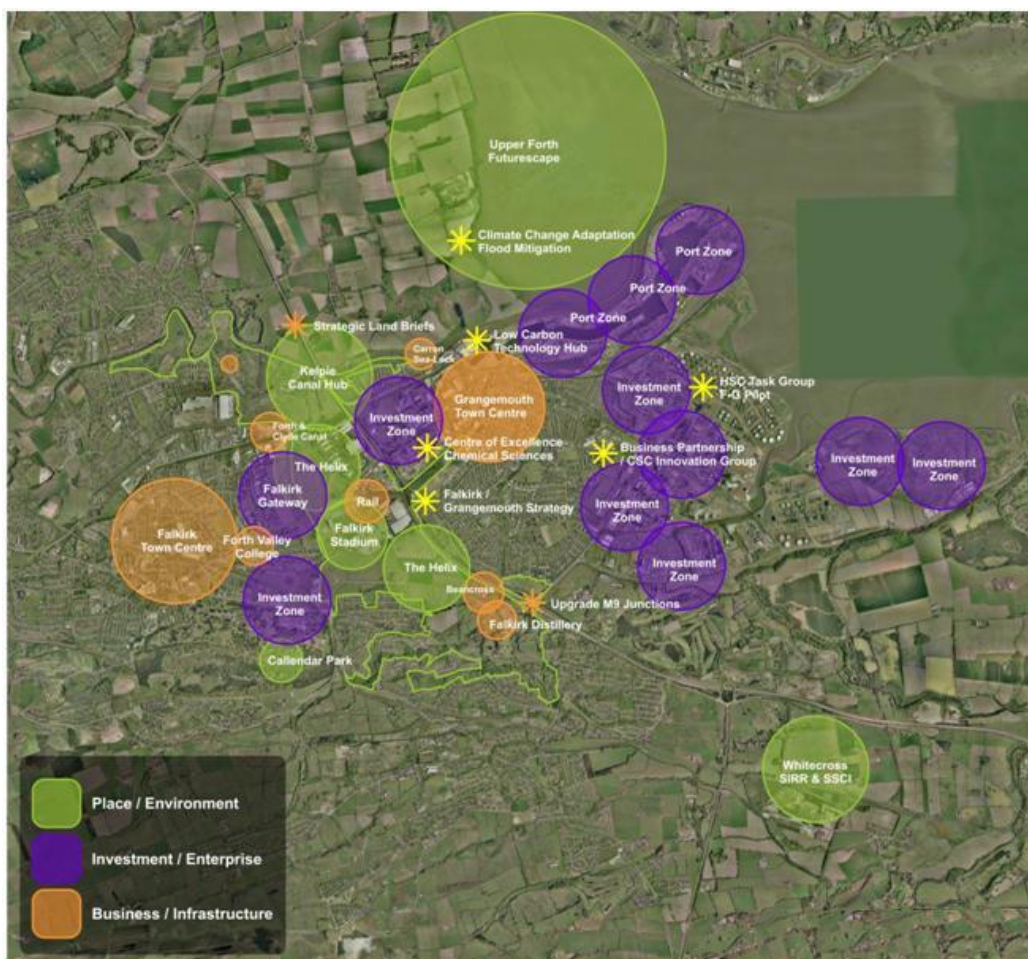 Upper Forth
Futurescape
Climate Change Adaptation
Flood Mitigation
Port Zone
Port Zone
Strategic Land Briefs
Low Carbon
Technology Hub
Carron
Sea Lock
Kelpie
Canal Hub
HSC Task Group
F-G Pilot
Investment
Zone
Grangemouth
Town Centre
Investment
Zone
Forth &
Clyde Canal
Centre of Excellence
Chemical Sciences
Business Partnership
/ CSC Innovation Group
Investment
Zone
Investment
Zone
The Helix
Falkirk
Gateway
Rail
Falkirk /
Grangemouth Strategy
Investment
Zone
Falkirk
Town Centre
Forth Valley
College
Falkirk
Stadium
The Helix
Investment
Zone
Beancross
Investment
Zone
Upgrade M9 Junctions
Falkirk Distillery
Callendar Park
Whitecross
SIRR & SSCI
Place / Environment
Investment / Enterprise
Business / Infrastructure